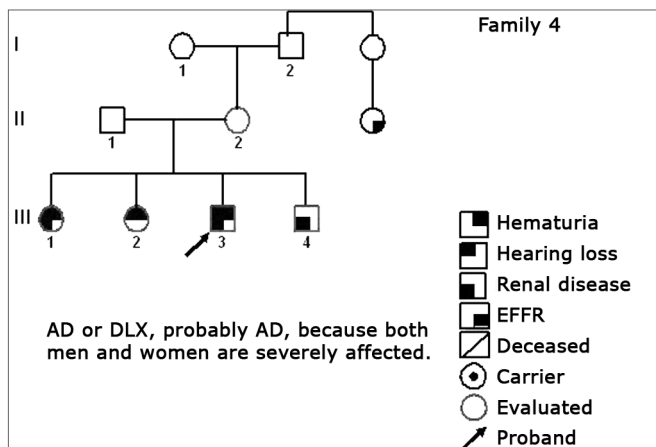 Family 4
I
1
2
II
1
2
III
1
2
3
4
Hematuria
Hearing loss
Renal disease
EFFR
Deceased
Carrier
Evaluated
Proband
AD or DLX, probably AD, because both
men and women are severely affected.